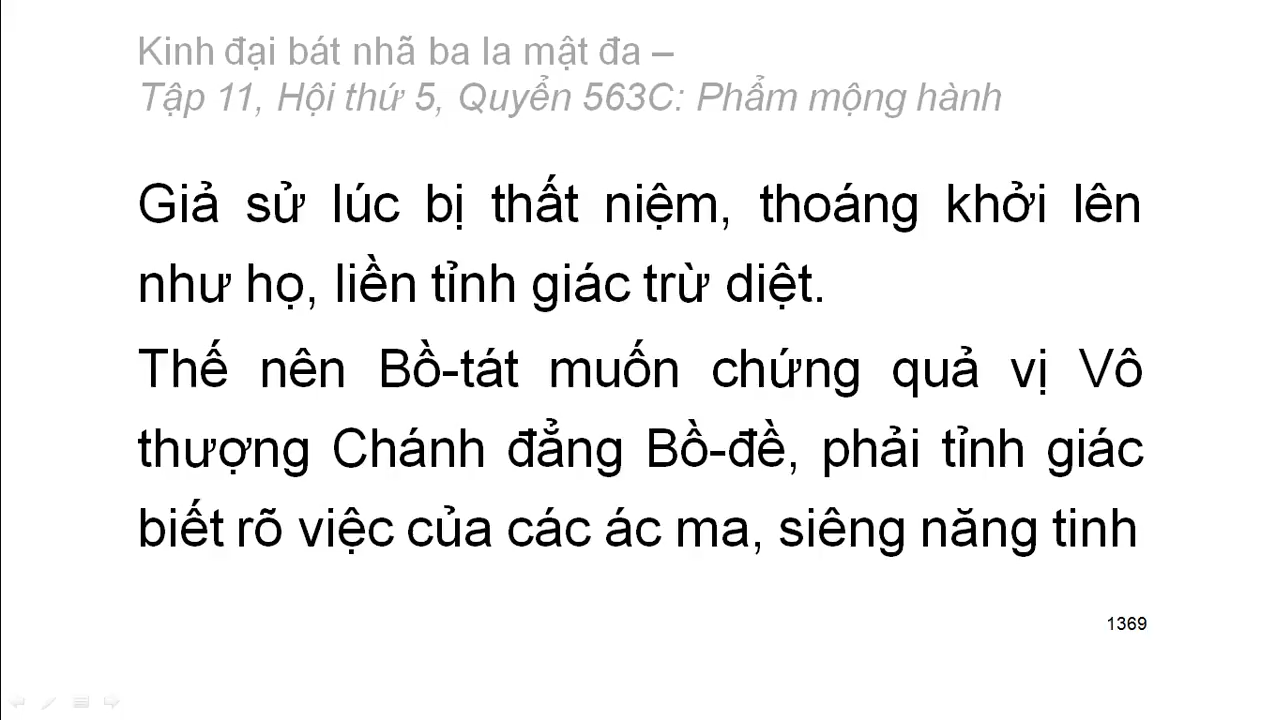 Kinh đại bát nhã ba la mật đa –
Tập 11, Hội thứ 5, Quyển 563C: Phẩm mộng hành
Giả sử lúc bị thất niệm, thoáng khởi lên
như họ, liền tỉnh giác trừ diệt.
Thế nên Bồ-tát muốn chứng quả vị Vô
thượng Chánh đẳng Bồ-đề, phải tỉnh giác
biết rõ việc của các ác ma, siêng năng tinh
1369